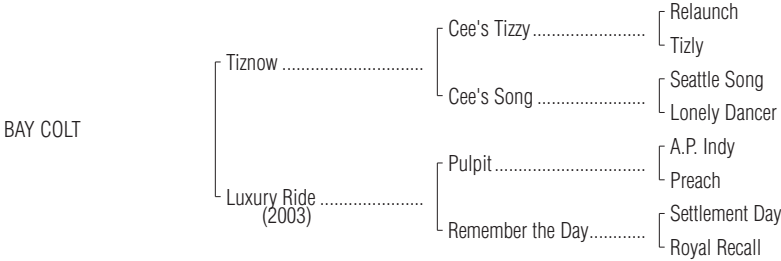 Relaunch
Cee's Tizzy........................
Tizly
Tiznow ..............................
Seattle Song
Cee's Song .......................
Lonely Dancer
BAY COLT
A.P. Indy
Pulpit................................
Preach
Luxury Ride ......................
(2003)
Settlement Day
Remember the Day............
Royal Recall